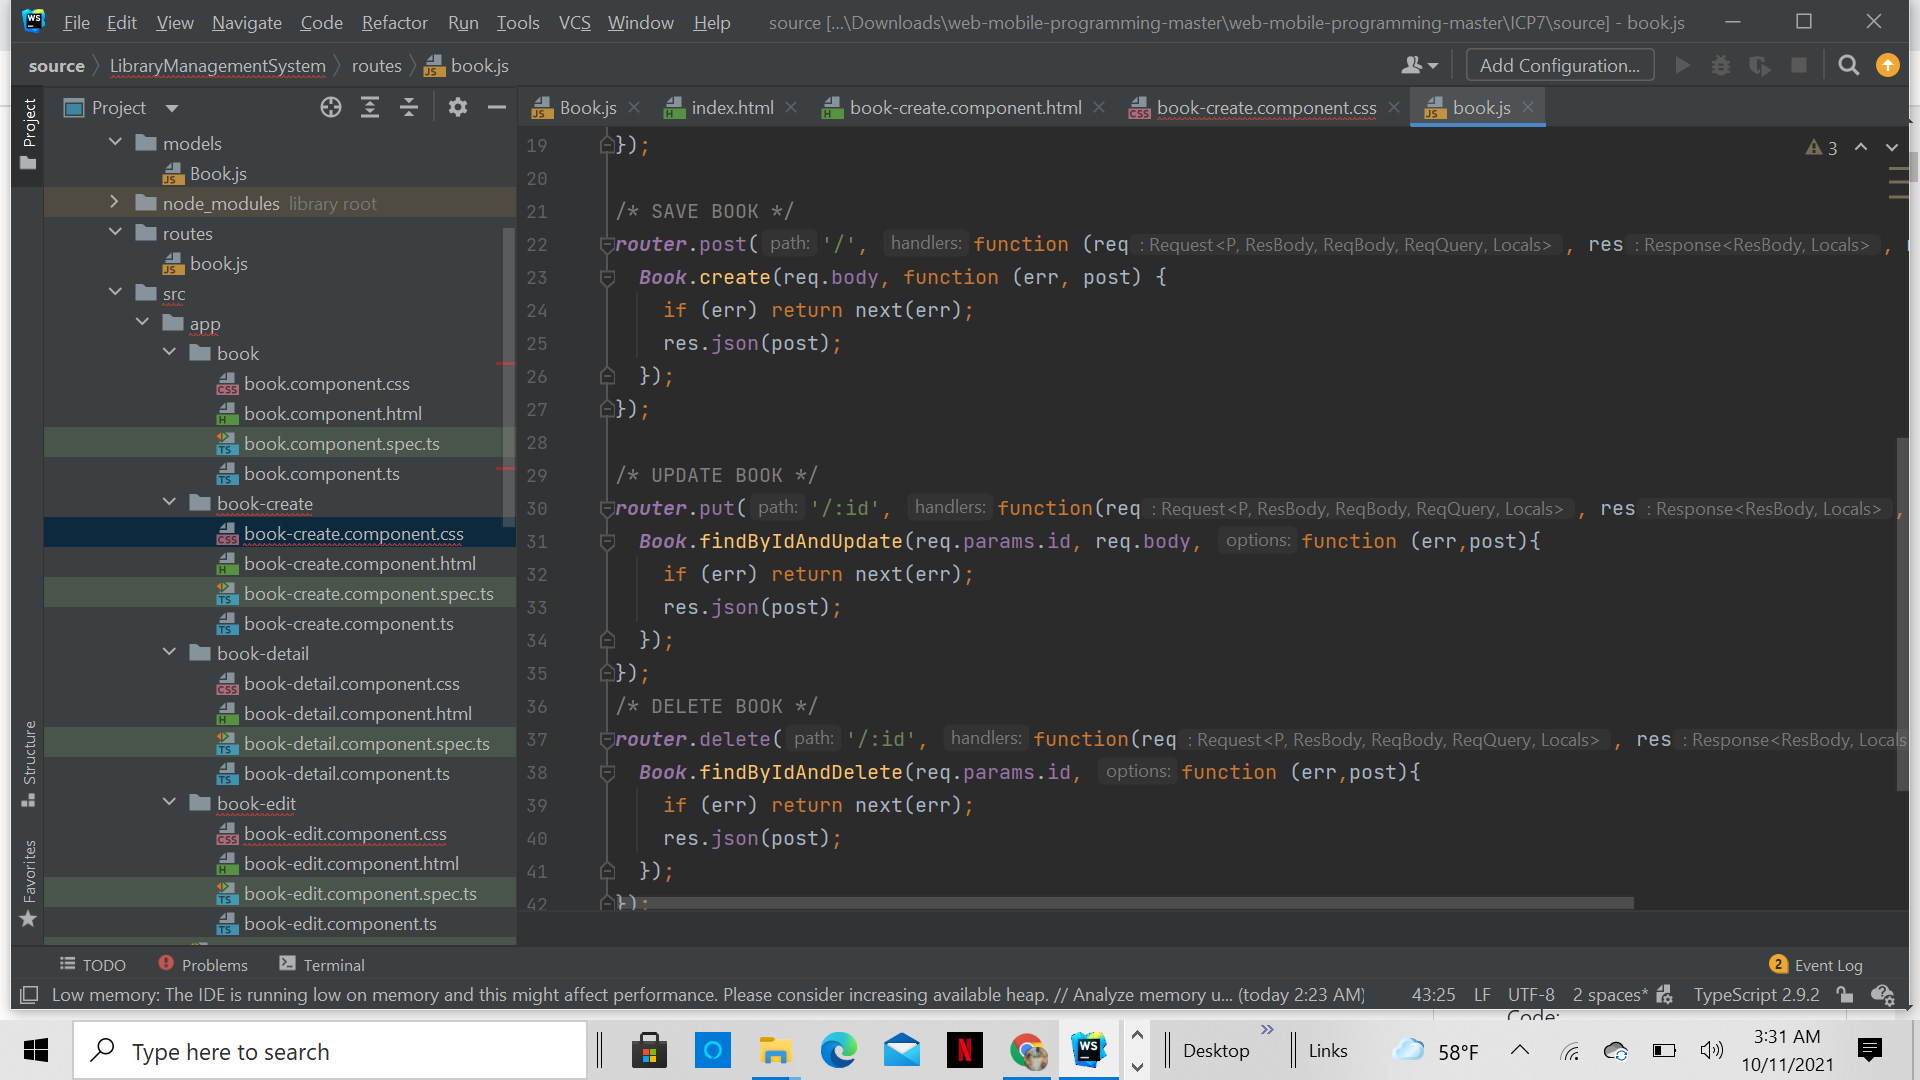 WS File Edit View Navigate Code Refactor Run Tools VCS Window Help source [...\Downloads\web-mobile-programming-master\web-mobile-programming-master\ICP7\source] - book.js
source LibraryManagementSystem routes book.js Add Configuration...
Project
Project
Book.js index.html book-create.component.html book-create.component.css book.js
models
Book.js
node_modules library root
routes
book.js
src
app
book
book.component.css
book.component.html
book.component.spec.ts
book.component.ts
book-create
book-create.component.css
book-create.component.html
book-create.component.spec.ts
book-create.component.ts
book-detail
book-detail.component.css
book-detail.component.html
book-detail.component.spec.ts
book-detail.component.ts
book-edit
book-edit.component.css
book-edit.component.html
book-edit.component.spec.ts
book-edit.component.ts
Structure
Favorites
3
19 });
20
21 /* SAVE BOOK */
22 router.post( path: '/', handlers: function (req : Request<P, ResBody, ReqBody, ReqQuery, Locals> , res : Response<ResBody, Locals> ,
23 Book.create(req.body, function (err, post) {
24 if (err) return next(err);
25 res.json(post);
26 });
27 });
28
29 /* UPDATE BOOK */
30 router.put( path: '/:id', handlers: function(req : Request<P, ResBody, ReqBody, ReqQuery, Locals> , res : Response<ResBody, Locals> ,
31 Book.findByIdAndUpdate(req.params.id, req.body, options: function (err,post){
32 if (err) return next(err);
33 res.json(post);
34 });
35 });
36 /* DELETE BOOK */
37 router.delete( path: '/:id', handlers: function(req : Request<P, ResBody, ReqBody, ReqQuery, Locals> , res : Response<ResBody, Locals
38 Book.findByIdAndDelete(req.params.id, options: function (err,post){
39 if (err) return next(err);
40 res.json(post);
41 });
42 });
TODO Problems Terminal 2 Event Log
Low memory: The IDE is running low on memory and this might affect performance. Please consider increasing available heap. // Analyze memory u... (today 2:23 AM) 43:25 LF UTF-8 2 spaces* TypeScript 2.9.2
Code:
Type here to search
N
WS
Desktop
Links
58°F
3:31 AM
10/11/2021